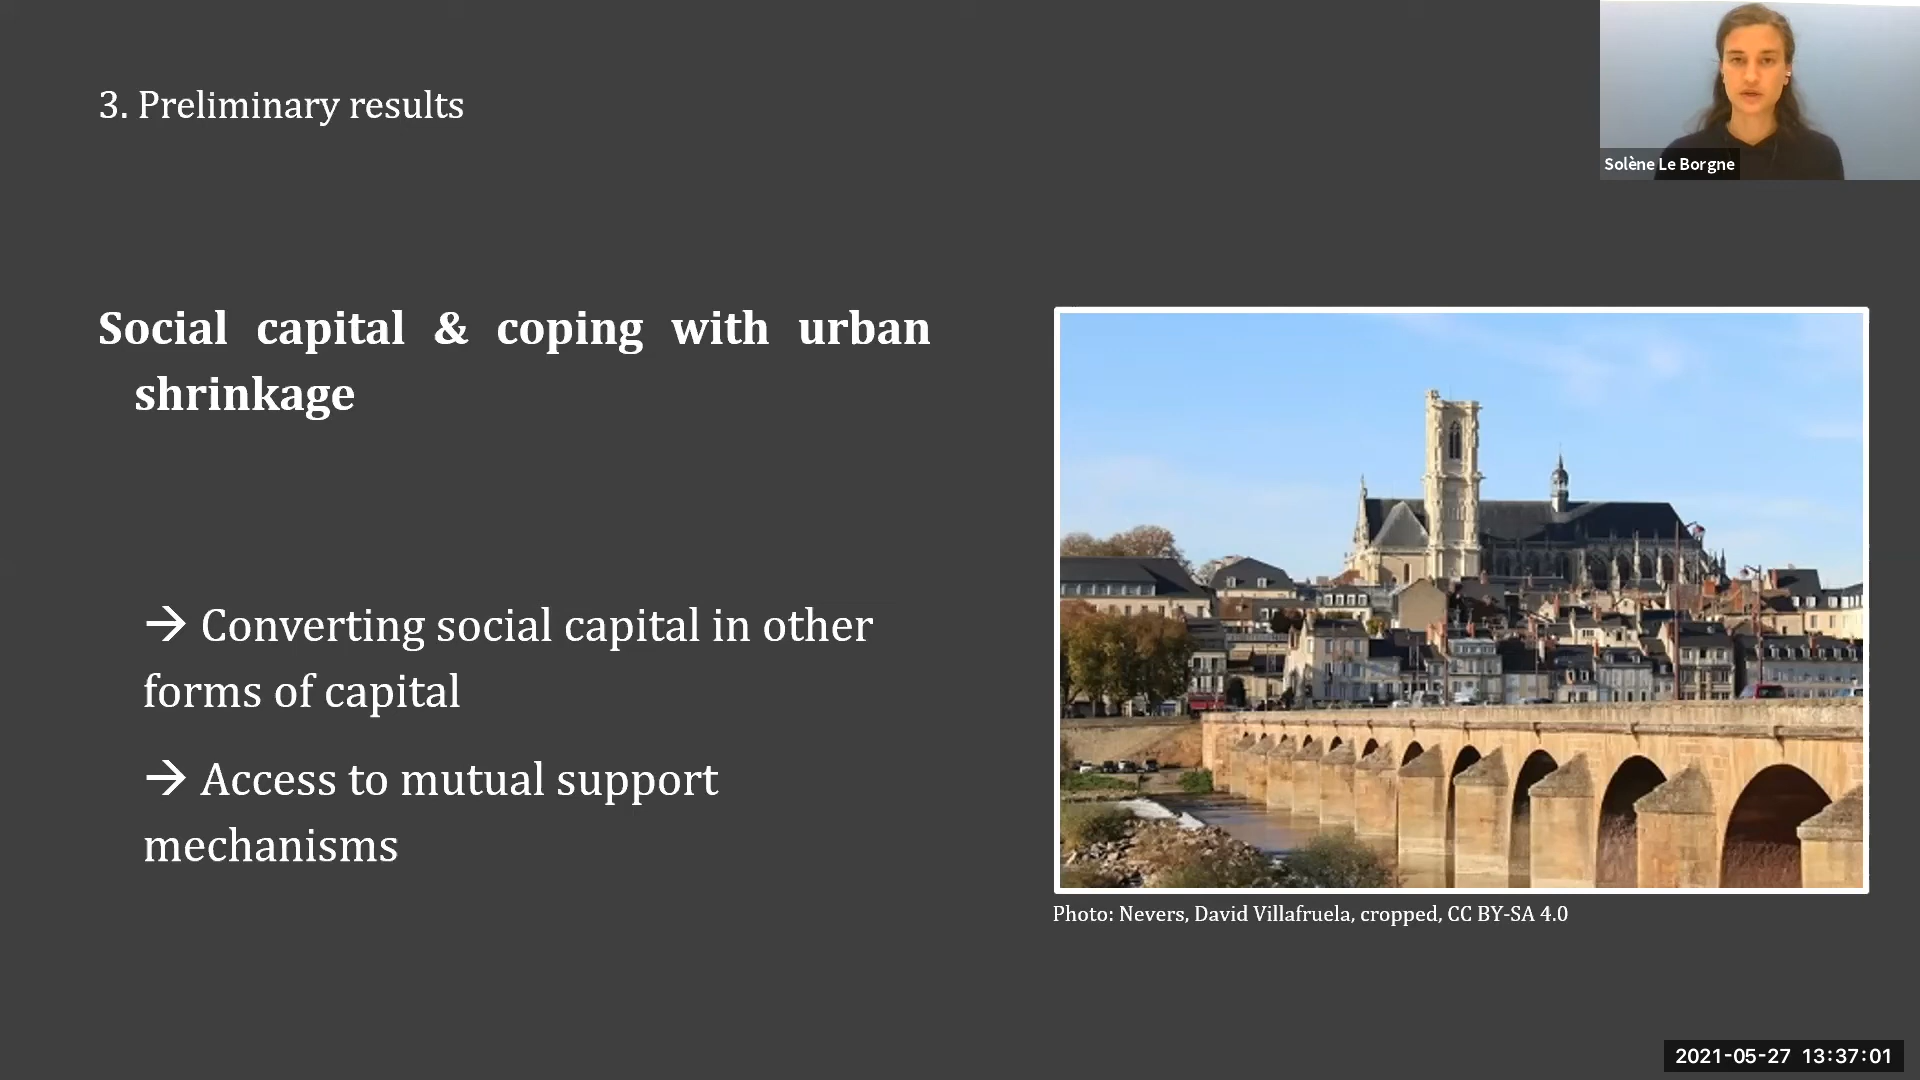 3. Preliminary results
Solène Le Borgne
Social capital & coping with urban
shrinkage
→ Converting social capital in other
forms of capital
→ Access to mutual support
mechanisms
Photo: Nevers, David Villafruela, cropped, CC BY-SA 4.0
2021-05-27 13:37:01